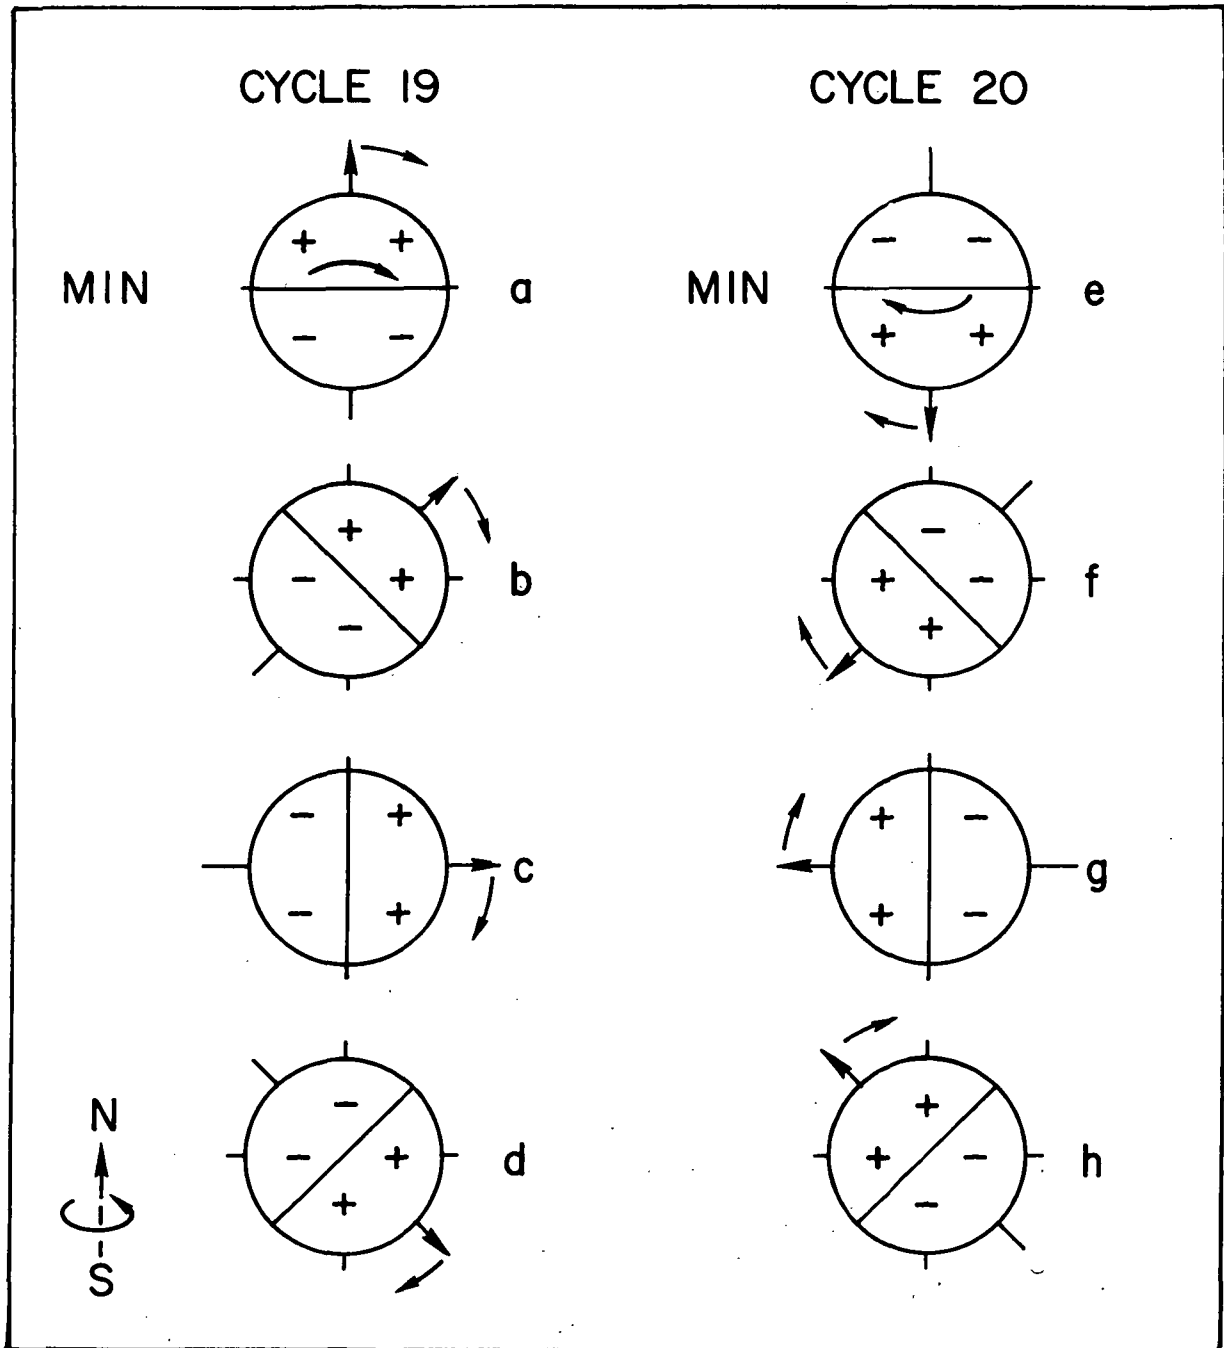 CYCLE 19 CYCLE 20
+ + - -
MIN a MIN e
- - + +
+ -
- + b + - f
- +
- + + -
c g
- + + -
- +
N - + d + - h
+ -
S